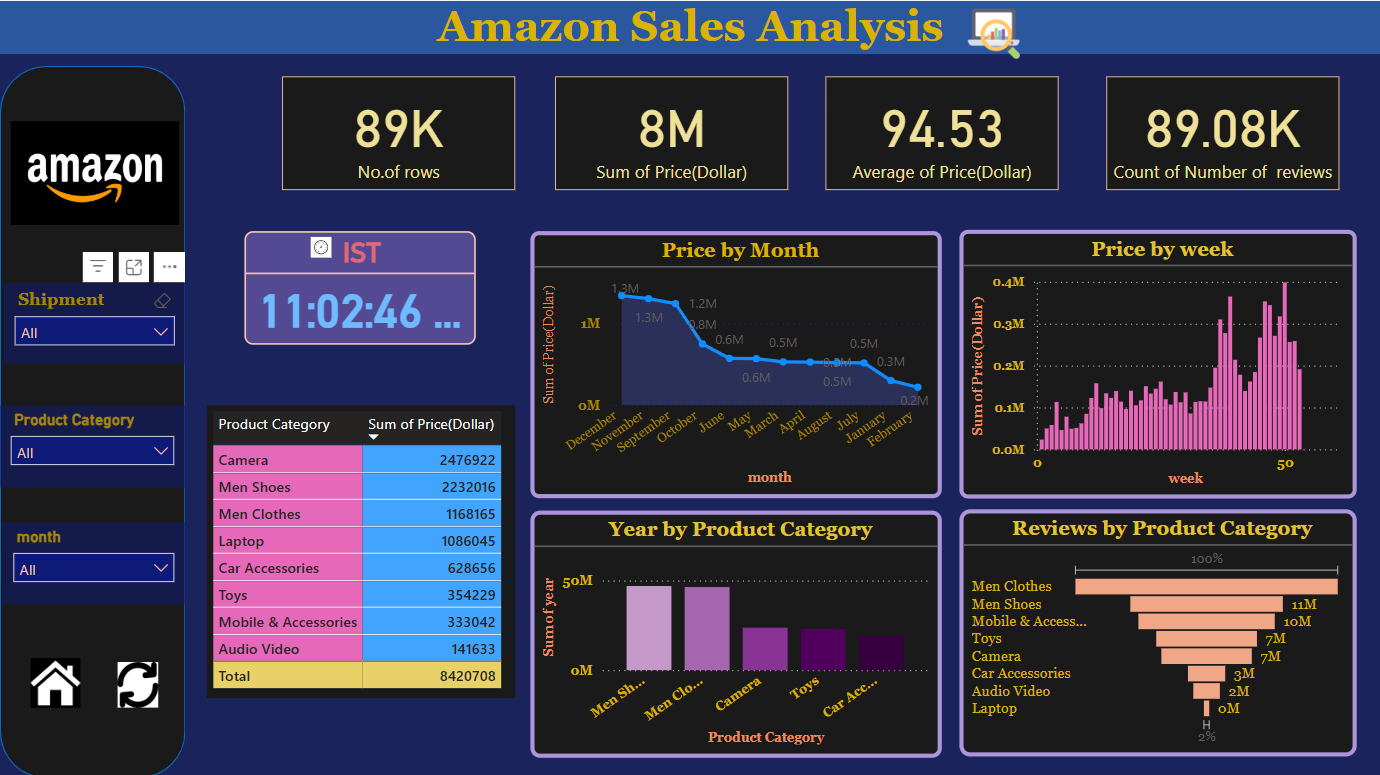 Amazon Sales Analysis
amazon
89K
No.of rows
8M
Sum of Price(Dollar)
94.53
Average of Price(Dollar)
89.08K
Count of Number of  reviews
Shipment
All
Product Category
All
month
All
IST
11:02:46 ...
Product Category Sum of Price(Dollar)
Camera 2476922
Men Shoes 2232016
Men Clothes 1168165
Laptop 1086045
Car Accessories 628656
Toys 354229
Mobile & Accessories 333042
Audio Video 141633
Total 8420708
Price by Month
Sum of Price(Dollar)
1M
0M
1.3M
1.3M
1.2M
0.8M
0.6M
0.6M
0.5M
0.5M
0.5M
0.5M
0.3M
0.2M
December
November
September
October
June
May
March
April
August
July
January
February
month
Price by week
Sum of Price(Dollar)
0.4M
0.3M
0.2M
0.1M
0.0M
0 50
week
Year by Product Category
Sum of year
50M
0M
Men Sh...
Men Clo...
Camera
Toys
Car Acc...
Product Category
Reviews by Product Category
100%
Men Clothes
Men Shoes 11M
Mobile & Access... 10M
Toys 7M
Camera 7M
Car Accessories 3M
Audio Video 2M
Laptop 0M
2%